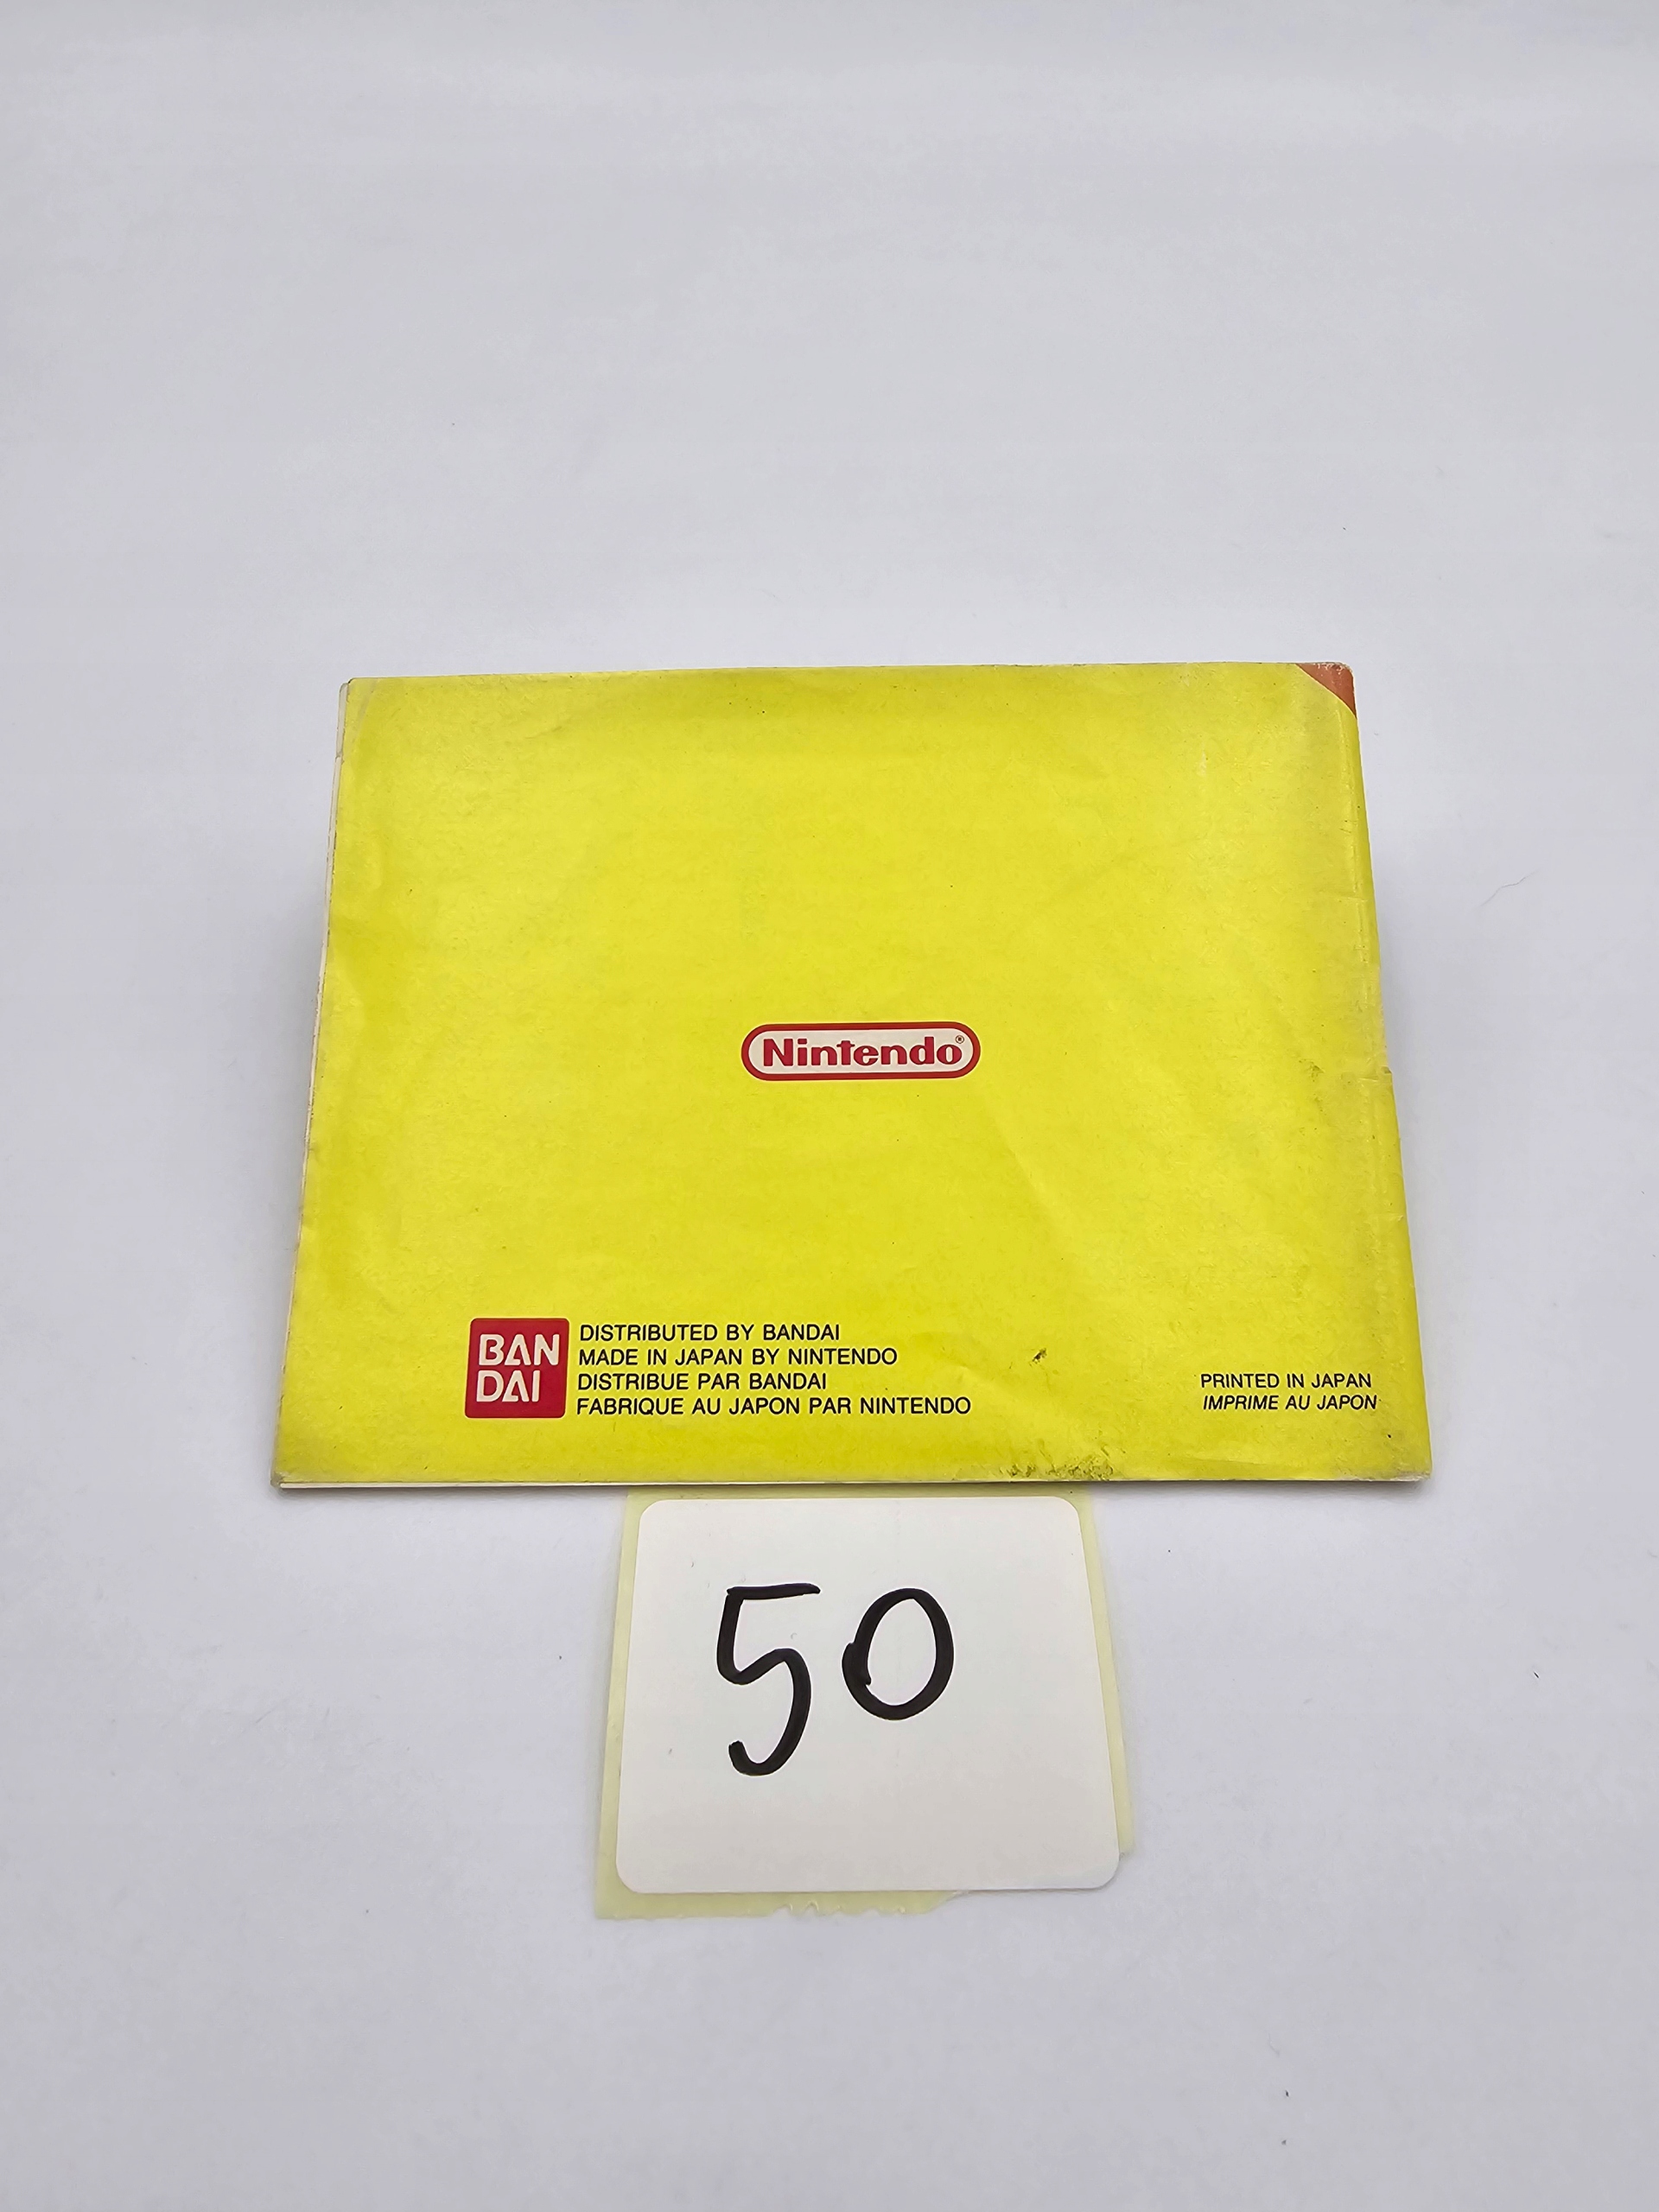 Nintendo®
BAN
DAI
DISTRIBUTED BY BANDAI
MADE IN JAPAN BY NINTENDO
DISTRIBUE PAR BANDAI
FABRIQUE AU JAPON PAR NINTENDO
PRINTED IN JAPAN
IMPRIME AU JAPON
50